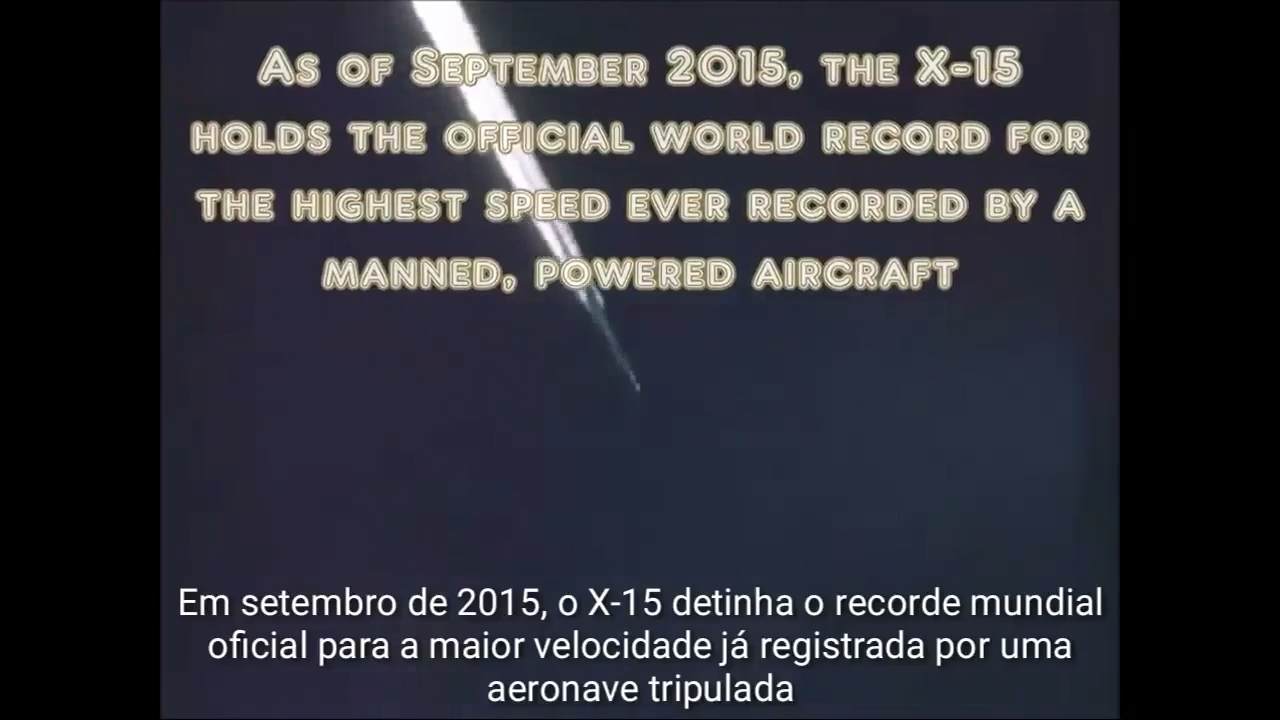 As of September 2015, the X-15
holds the official world record for
the highest speed ever recorded by a
manned, powered aircraft
Em setembro de 2015, o X-15 detinha o recorde mundial
oficial para a maior velocidade já registrada por uma
aeronave tripulada